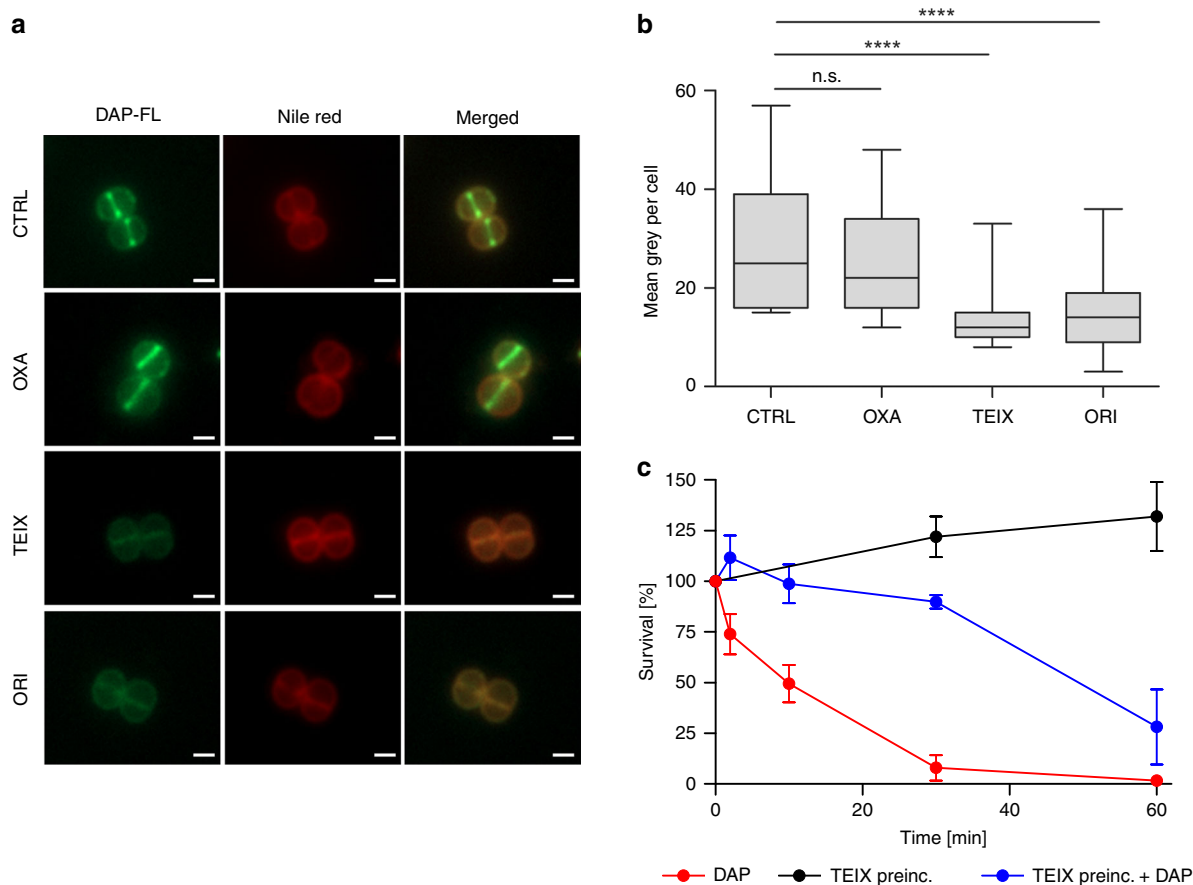 a
DAP-FL
Nile red
Merged
CTRL
OXA
TEIX
ORI
b
****
****
n.s.
60
40
20
0
Mean grey per cell
CTRL
OXA
TEIX
ORI
c
150
125
100
75
50
25
0
Survival [%]
0
20
40
60
Time [min]
DAP
TEIX preinc.
TEIX preinc. + DAP